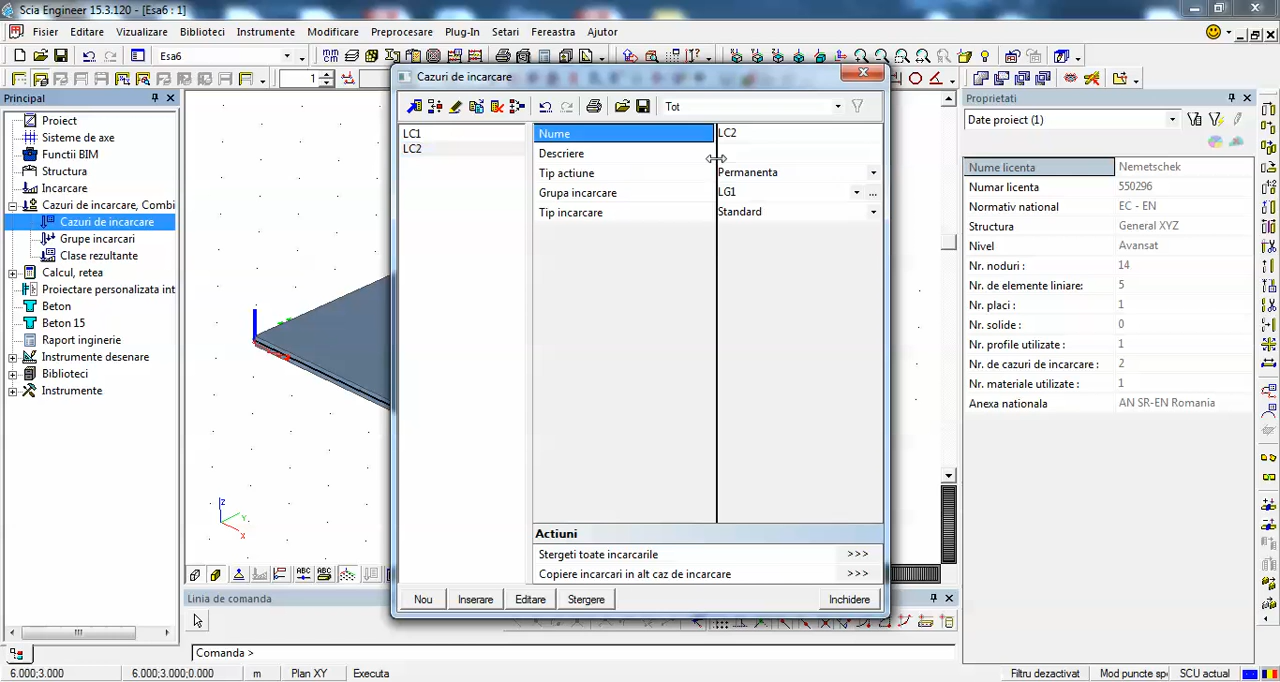 Scia Engineer 15.3.120 - [Esa6 : 1]
Fisier Editare Vizualizare Biblioteci Instrumente Modificare Preprocesare Plug-In Setari Fereastra Ajutor
Esa6
1
Principal
Proiect
Sisteme de axe
Functii BIM
Structura
Incarcare
Cazuri de incarcare, Combi
Cazuri de incarcare
Grupe incarcari
Clase rezultante
Calcul, retea
Proiectare personalizata int
Beton
Beton 15
Raport inginerie
Instrumente desenare
Biblioteci
Instrumente
Z
Y
X
Cazuri de incarcare
Tot
LC1
LC2
Nume LC2
Descriere
Tip actiune Permanenta
Grupa incarcare LG1 ...
Tip incarcare Standard
Actiuni
Stergeti toate incarcarile >>>
Copiere incarcari in alt caz de incarcare >>>
Nou Inserare Editare Stergere Inchidere
Proprietati
Date proiect (1)
Nume licenta Nemetschek
Numar licenta 550296
Normativ national EC - EN
Structura General XYZ
Nivel Avansat
Nr. noduri : 14
Nr. de elemente liniare: 5
Nr. placi : 1
Nr. solide : 0
Nr. profile utilizate : 1
Nr. de cazuri de incarcare : 2
Nr. materiale utilizate : 1
Anexa nationala AN SR-EN Romania
ABC ABC
Linia de comanda
Comanda >
6.000;3.000 6.000;3.000;0.000 m Plan XY Executa Filtru dezactivat Mod puncte sp SCU actual